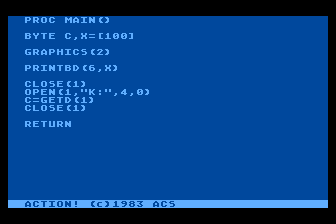 PROC MAIN()
BYTE C,X=[100]
GRAPHICS(2)
PRINTBD(6,X)
CLOSE(1)
OPEN(1,"K:",4,0)
C=GETD(1)
CLOSE(1)
RETURN
ACTION! (c)1983 ACS